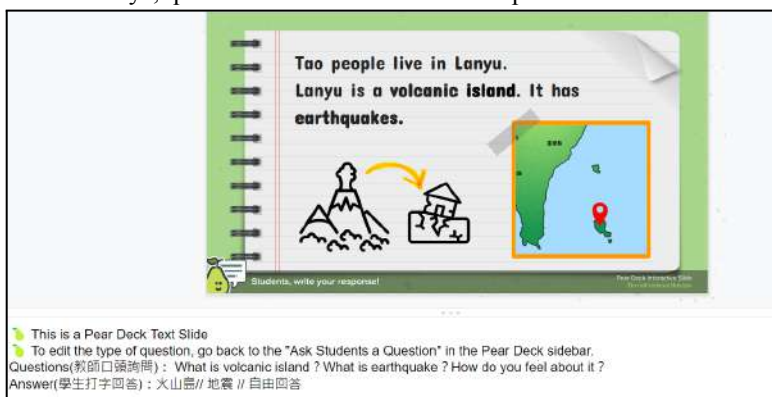 Tao people live in Lanyu.
Lanyu is a volcanic island. It has
earthquakes.
Students, write your response!
Pear Deck Interactive Slide
This is a Pear Deck Text Slide
To edit the type of question, go back to the "Ask Students a Question" in the Pear Deck sidebar.
Questions(教師口頭詢問)： What is volcanic island ? What is earthquake ? How do you feel about it ?
Answer(學生打字回答)：火山島// 地震 // 自由回答